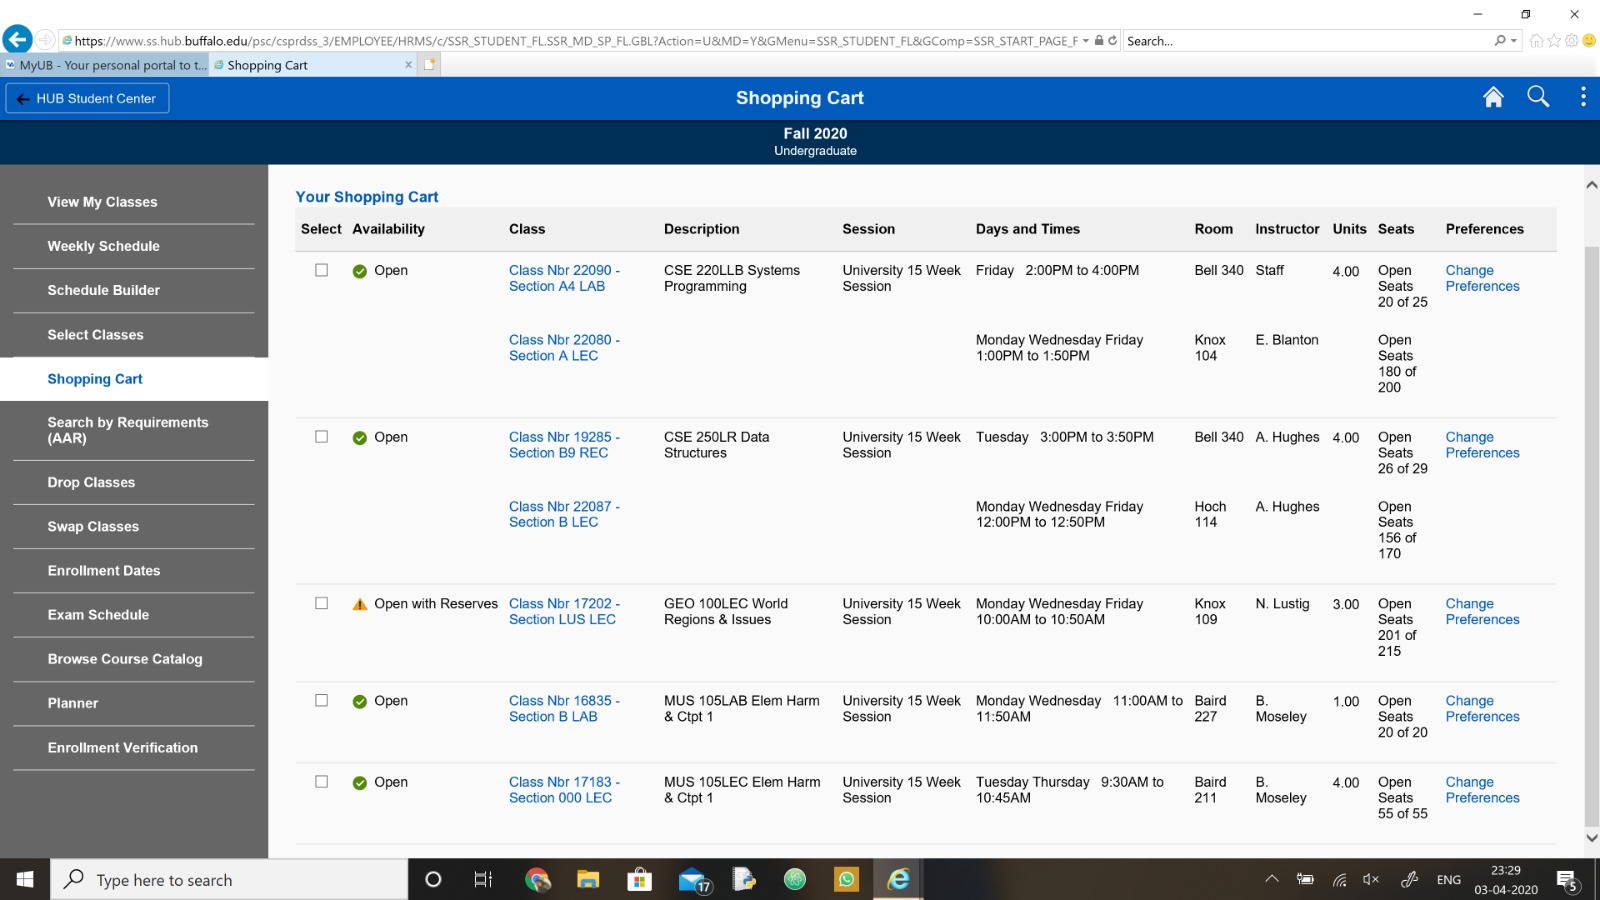 https://www.ss.hub.buffalo.edu/psc/csprdss_3/EMPLOYEE/HRMS/c/SSR_STUDENT_FL.SSR_MD_SP_FL.GBL?Action=U&MD=Y&GMenu=SSR_STUDENT_FL&GComp=SSR_START_PAGE_F
Search...
MyUB - Your personal portal to t...
Shopping Cart
HUB Student Center
Shopping Cart
Fall 2020
Undergraduate
View My Classes
Weekly Schedule
Schedule Builder
Select Classes
Shopping Cart
Search by Requirements
(AAR)
Drop Classes
Swap Classes
Enrollment Dates
Exam Schedule
Browse Course Catalog
Planner
Enrollment Verification
Your Shopping Cart
Select Availability Class Description Session Days and Times Room Instructor Units Seats Preferences
Open Class Nbr 22090 - CSE 220LLB Systems University 15 Week Friday 2:00PM to 4:00PM Bell 340 Staff 4.00 Open Change
Section A4 LAB Programming Session Seats Preferences
20 of 25
Class Nbr 22080 - Monday Wednesday Friday Knox E. Blanton Open
Section A LEC 1:00PM to 1:50PM 104 Seats
180 of
200
Open Class Nbr 19285 - CSE 250LR Data University 15 Week Tuesday 3:00PM to 3:50PM Bell 340 A. Hughes 4.00 Open Change
Section B9 REC Structures Session Seats Preferences
26 of 29
Class Nbr 22087 - Monday Wednesday Friday Hoch A. Hughes Open
Section B LEC 12:00PM to 12:50PM 114 Seats
156 of
170
Open with Reserves Class Nbr 17202 - GEO 100LEC World University 15 Week Monday Wednesday Friday Knox N. Lustig 3.00 Open Change
Section LUS LEC Regions & Issues Session 10:00AM to 10:50AM 109 Seats Preferences
201 of
215
Open Class Nbr 16835 - MUS 105LAB Elem Harm University 15 Week Monday Wednesday 11:00AM to Baird B. 1.00 Open Change
Section B LAB & Ctpt 1 Session 11:50AM 227 Moseley Seats Preferences
20 of 20
Open Class Nbr 17183 - MUS 105LEC Elem Harm University 15 Week Tuesday Thursday 9:30AM to Baird B. 4.00 Open Change
Section 000 LEC & Ctpt 1 Session 10:45AM 211 Moseley Seats Preferences
55 of 55
Type here to search
17
ENG
23:29
03-04-2020
5